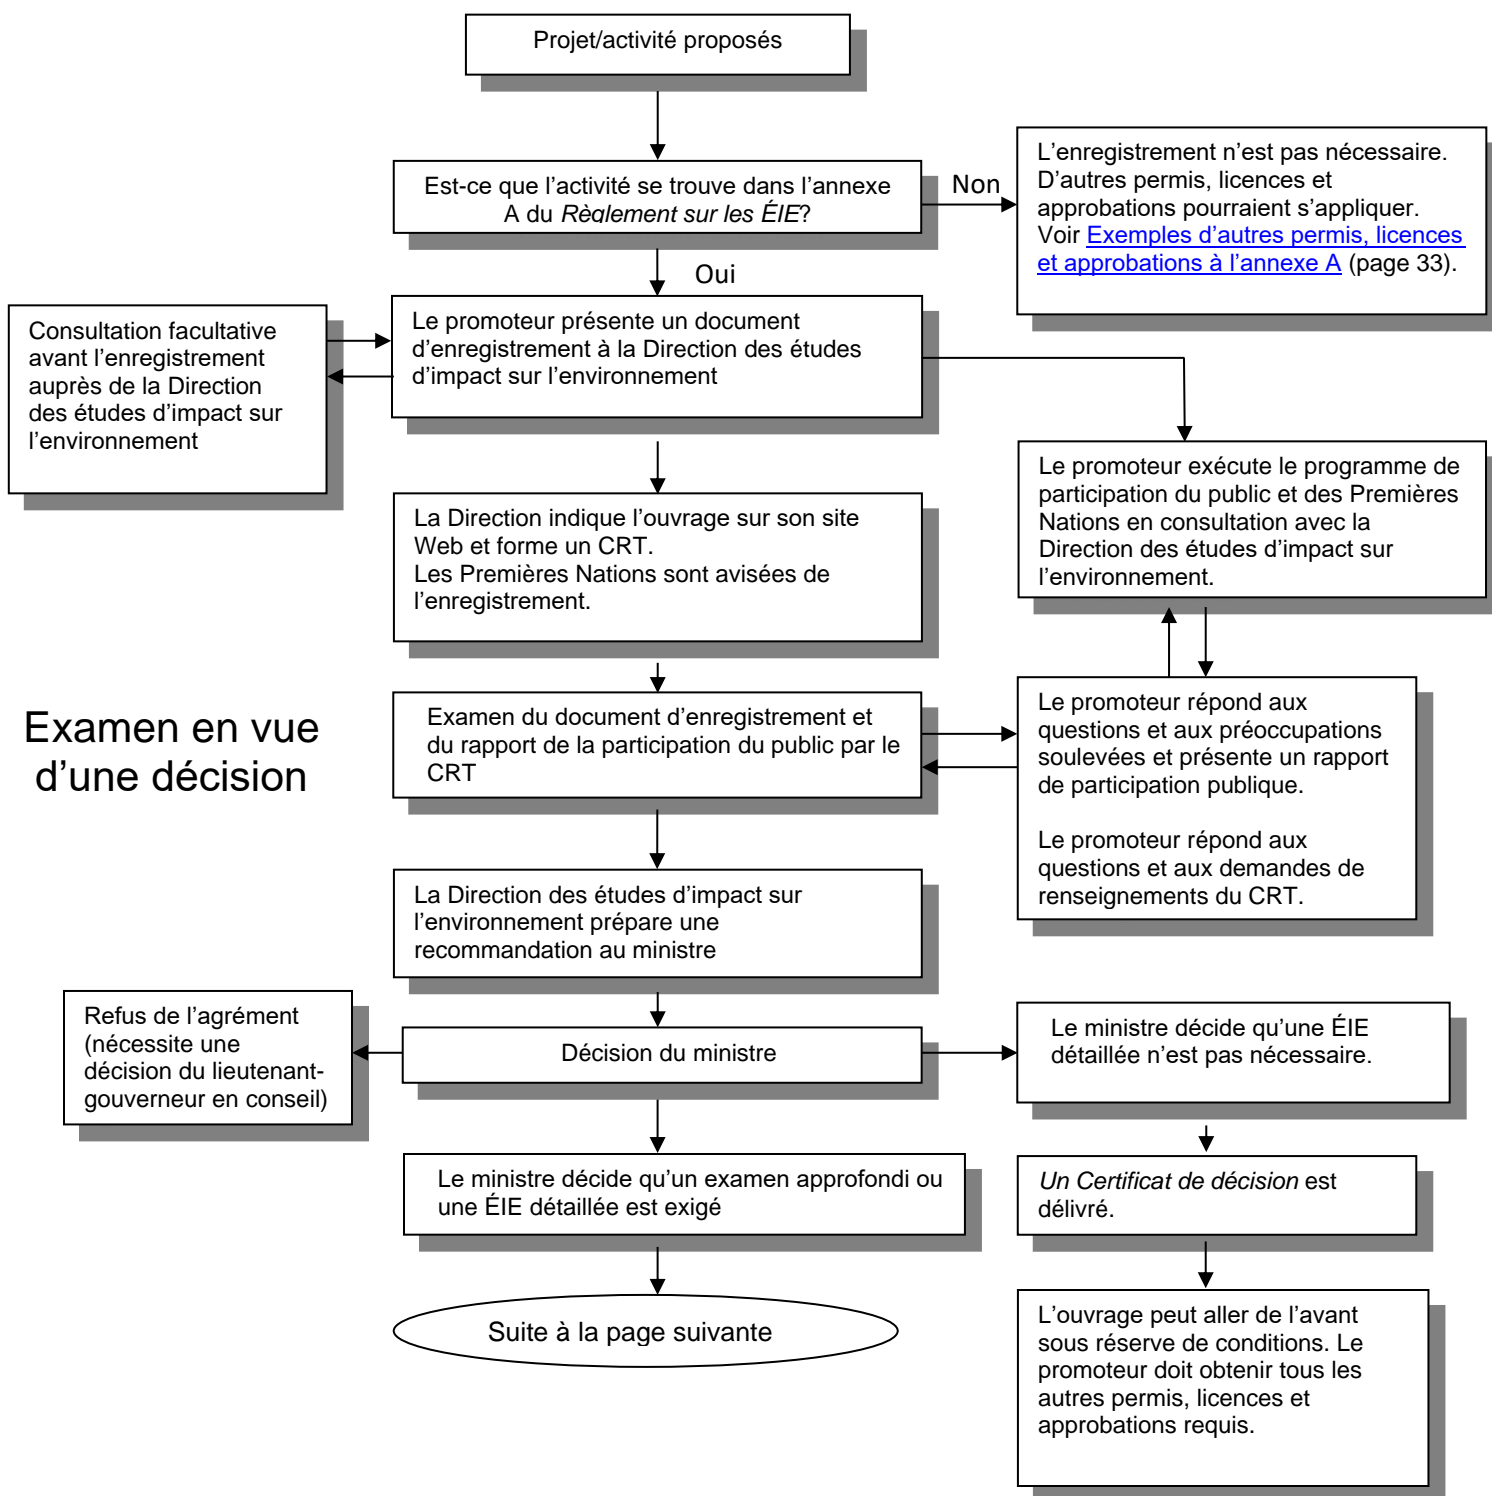 Projet/activité proposés
Est-ce que l'activité se trouve dans l'annexe
A du Règlement sur les ÉIE?
Non
L'enregistrement n'est pas nécessaire.
D'autres permis, licences et
approbations pourraient s'appliquer.
Voir Exemples d'autres permis, licences
et approbations à l'annexe A (page 33).
Oui
Consultation facultative
avant l'enregistrement
auprès de la Direction
des études d'impact sur
l'environnement
Le promoteur présente un document
d'enregistrement à la Direction des études
d'impact sur l'environnement
Le promoteur exécute le programme de
participation du public et des Premières
Nations en consultation avec la
Direction des études d'impact sur
l'environnement.
La Direction indique l'ouvrage sur son site
Web et forme un CRT.
Les Premières Nations sont avisées de
l'enregistrement.
Examen en vue
d'une décision
Examen du document d'enregistrement et
du rapport de la participation du public par le
CRT
Le promoteur répond aux
questions et aux préoccupations
soulevées et présente un rapport
de participation publique.
Le promoteur répond aux
questions et aux demandes de
renseignements du CRT.
La Direction des études d'impact sur
l'environnement prépare une
recommandation au ministre
Refus de l'agrément
(nécessite une
décision du lieutenant-
gouverneur en conseil)
Décision du ministre
Le ministre décide qu'une ÉIE
détaillée n'est pas nécessaire.
Le ministre décide qu'un examen approfondi ou
une ÉIE détaillée est exigé
Un Certificat de décision est
délivré.
Suite à la page suivante
L'ouvrage peut aller de l'avant
sous réserve de conditions. Le
promoteur doit obtenir tous les
autres permis, licences et
approbations requis.